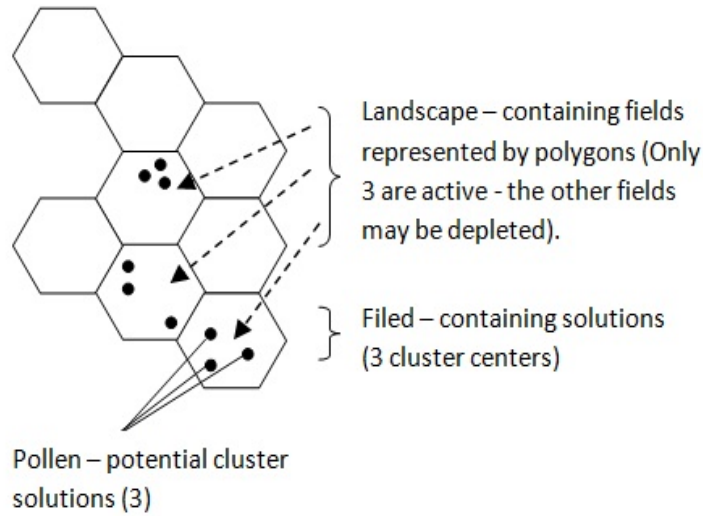 Landscape – containing fields
represented by polygons (Only
3 are active - the other fields
may be depleted).
Filed – containing solutions
(3 cluster centers)
Pollen – potential cluster
solutions (3)